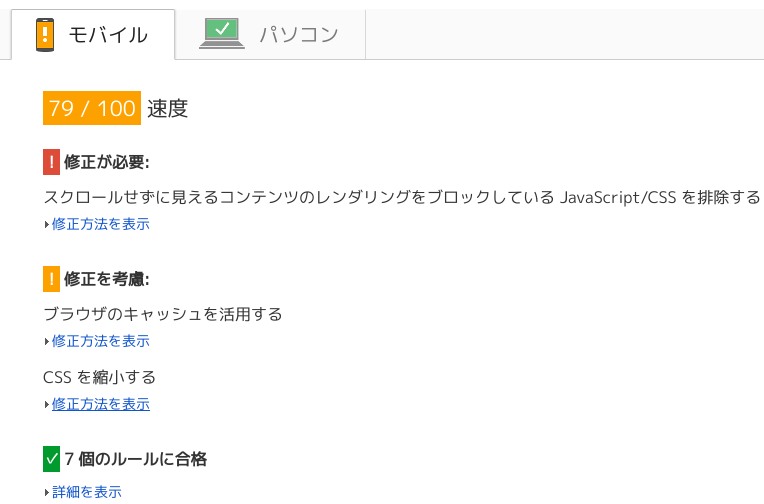 モバイル パソコン
79 / 100 速度
! 修正が必要:
スクロールせずに見えるコンテンツのレンダリングをブロックしている JavaScript/CSS を排除する
修正方法を表示
! 修正を考慮:
ブラウザのキャッシュを活用する
修正方法を表示
CSS を縮小する
修正方法を表示
7 個のルールに合格
詳細を表示